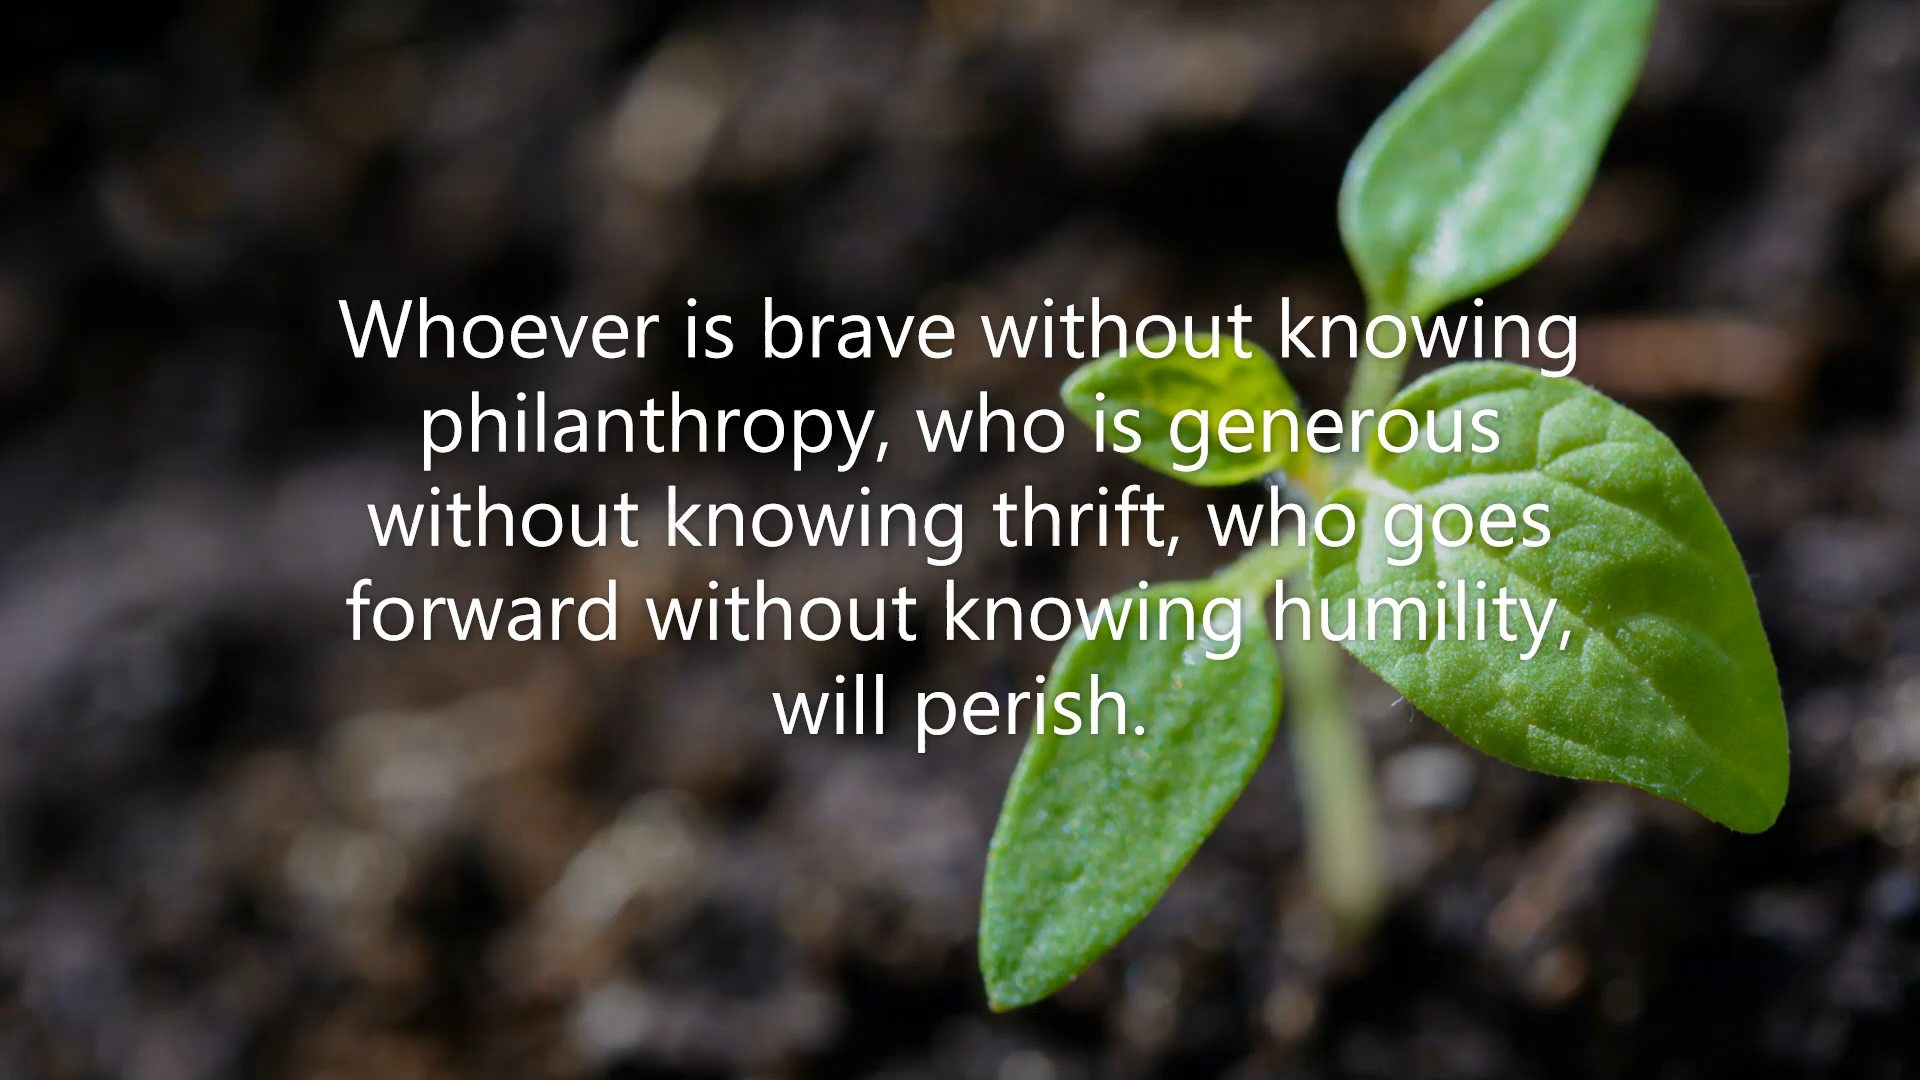 Whoever is brave without knowing
philanthropy, who is generous
without knowing thrift, who goes
forward without knowing humility,
will perish.